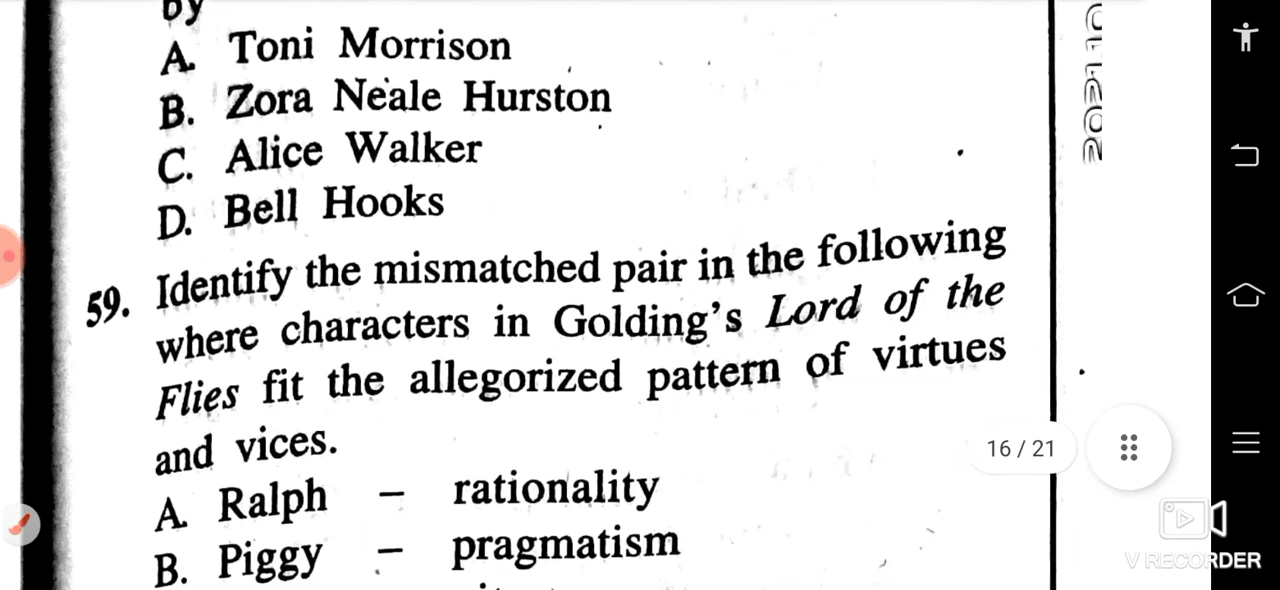 by
A. Toni Morrison
B. Zora Neale Hurston
C. Alice Walker
D. Bell Hooks
59. Identify the mismatched pair in the following
where characters in Golding's Lord of the
Flies fit the allegorized pattern of virtues
and vices.
A. Ralph – rationality
B. Piggy – pragmatism
16 / 21
V RECORDER